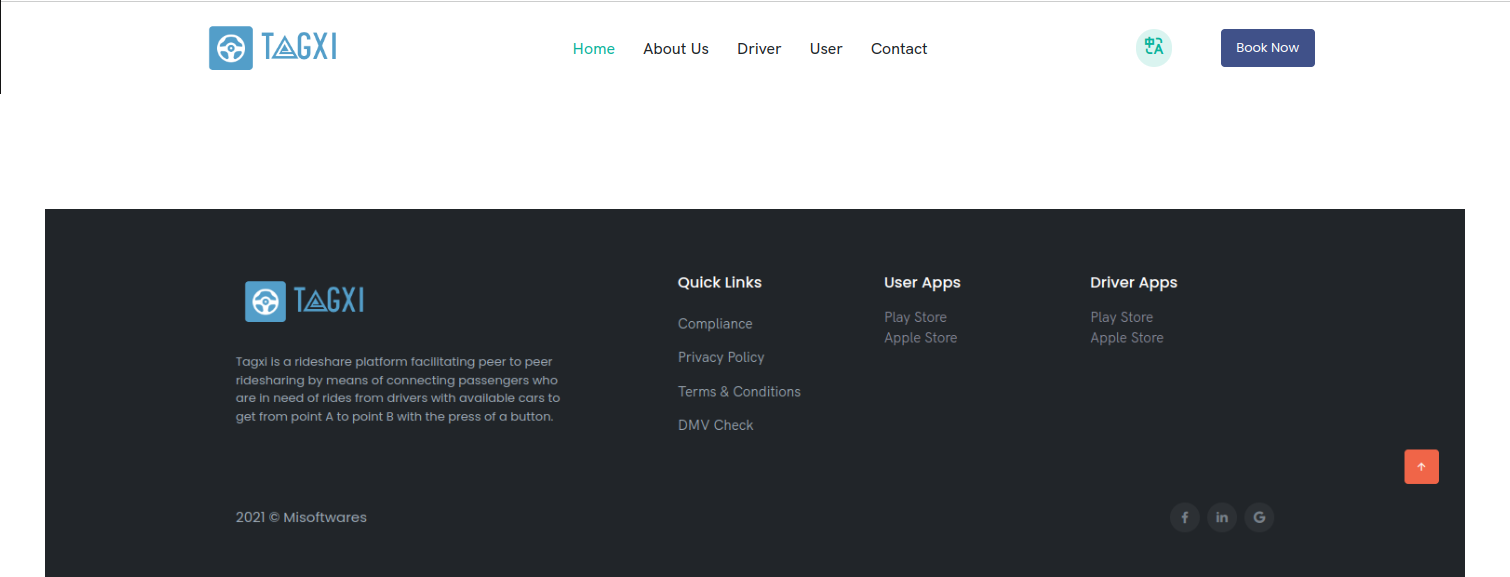 TAGXI
Home About Us Driver User Contact
Book Now
TAGXI
Tagxi is a rideshare platform facilitating peer to peer
ridesharing by means of connecting passengers who
are in need of rides from drivers with available cars to
get from point A to point B with the press of a button.
Quick Links
Compliance
Privacy Policy
Terms & Conditions
DMV Check
User Apps
Play Store
Apple Store
Driver Apps
Play Store
Apple Store
2021 © Misoftwares